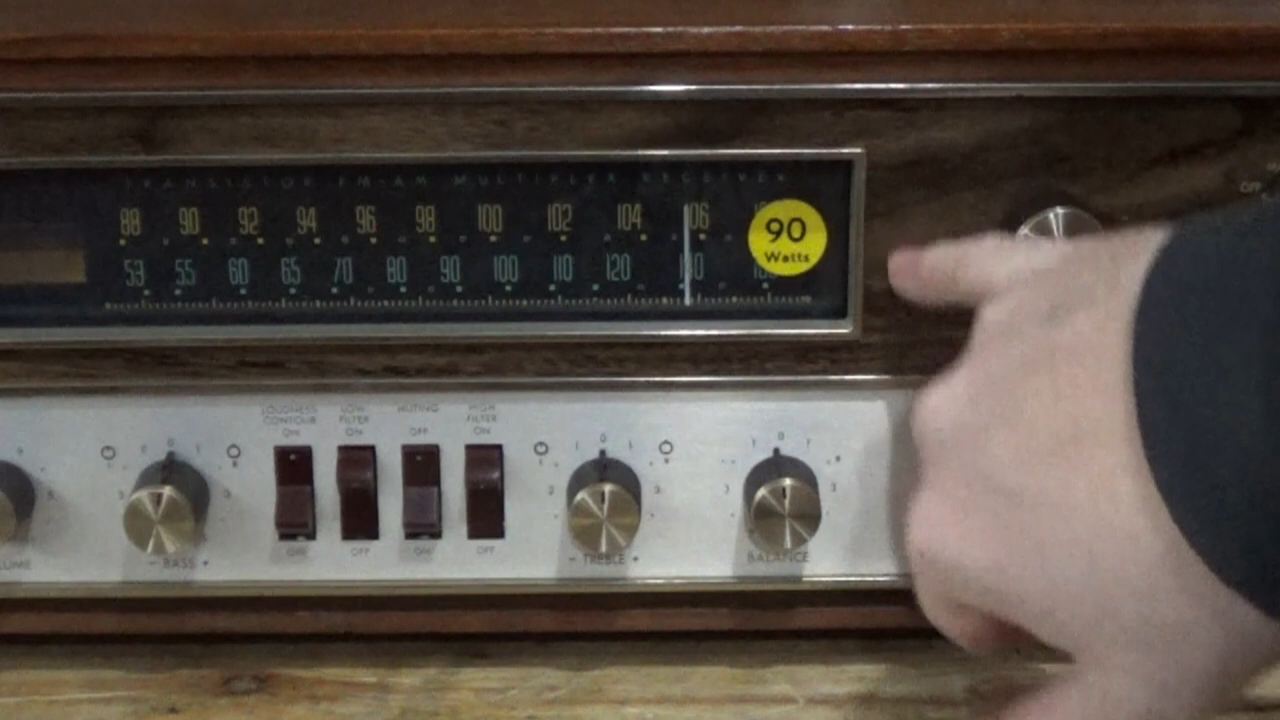 TRANSISTOR FM-AM MULTIPLEX RECEIVER
88 90 92 94 96 98 100 102 104 106
53 55 60 65 70 80 90 100 110 120 140
90
Watts
OFF
LOUDNESS CONTOUR LOW FILTER MUTING HIGH FILTER
ON ON OFF ON
OFF ON OFF
LUME
- BASS +
- TREBLE +
BALANCE